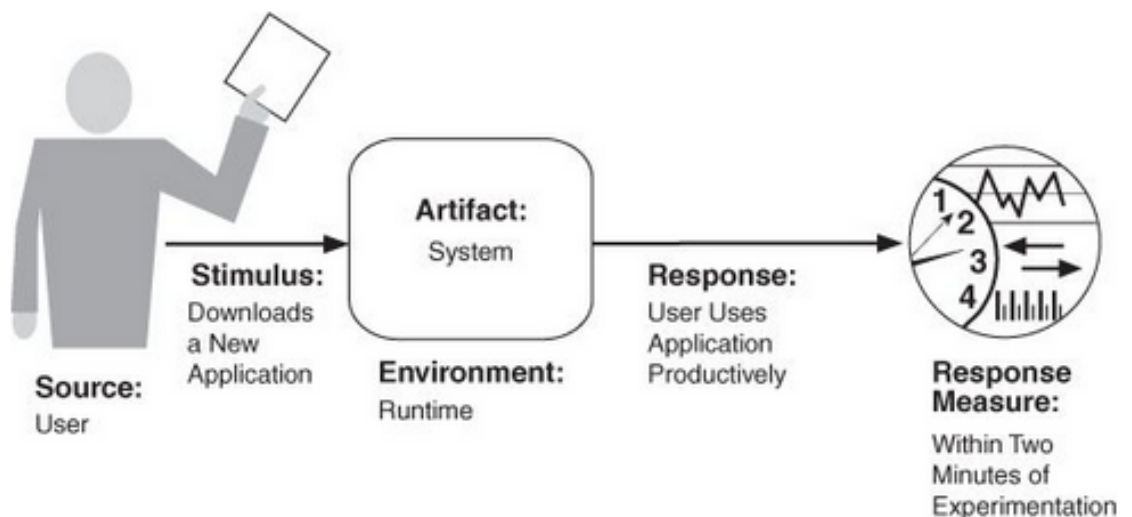 Source:
User
Stimulus:
Downloads
a New
Application
Artifact:
System
Environment:
Runtime
Response:
User Uses
Application
Productively
1
2
3
4
Response
Measure:
Within Two
Minutes of
Experimentation